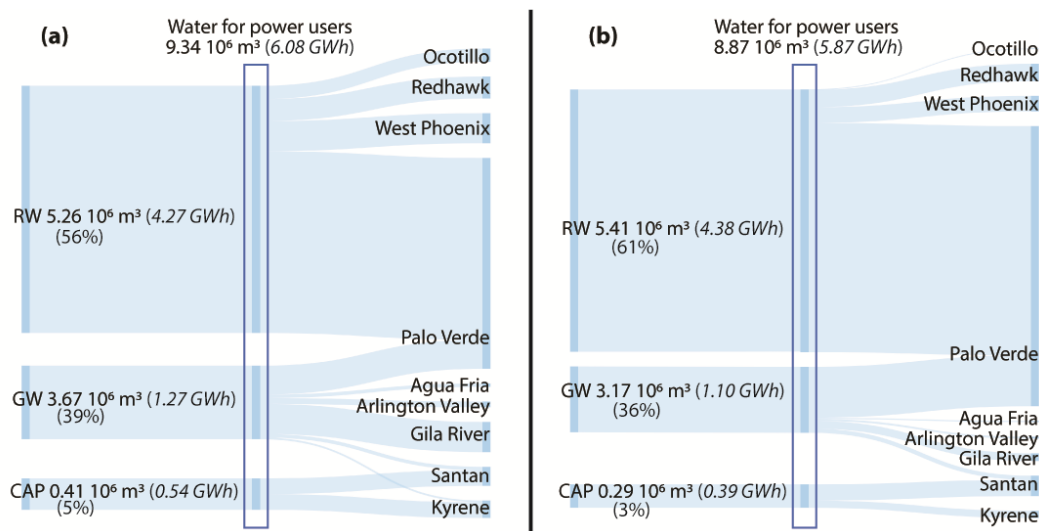 (a)
Water for power users
9.34 10⁶ m³ (6.08 GWh)
Ocotillo
Redhawk
West Phoenix
RW 5.26 10⁶ m³ (4.27 GWh)
(56%)
Palo Verde
Agua Fria
GW 3.67 10⁶ m³ (1.27 GWh)
(39%)
Arlington Valley
Gila River
Santan
CAP 0.41 10⁶ m³ (0.54 GWh)
(5%)
Kyrene
(b)
Water for power users
8.87 10⁶ m³ (5.87 GWh)
Ocotillo
Redhawk
West Phoenix
RW 5.41 10⁶ m³ (4.38 GWh)
(61%)
Palo Verde
GW 3.17 10⁶ m³ (1.10 GWh)
(36%)
Agua Fria
Arlington Valley
Gila River
Santan
CAP 0.29 10⁶ m³ (0.39 GWh)
(3%)
Kyrene